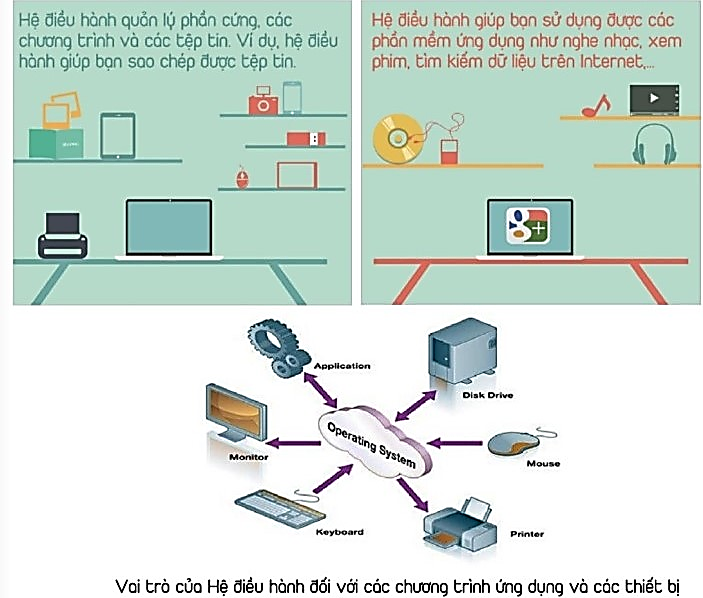 Hệ điều hành quản lý phần cứng, các
chương trình và các tệp tin. Ví dụ, hệ điều
hành giúp bạn sao chép được tệp tin.
Hệ điều hành giúp bạn sử dụng được các
phần mềm ứng dụng như nghe nhạc, xem
phim, tìm kiếm dữ liệu trên Internet,...
g+
Application
Disk Drive
Operating System
Monitor
Mouse
Keyboard
Printer
Vai trò của Hệ điều hành đối với các chương trình ứng dụng và các thiết bị